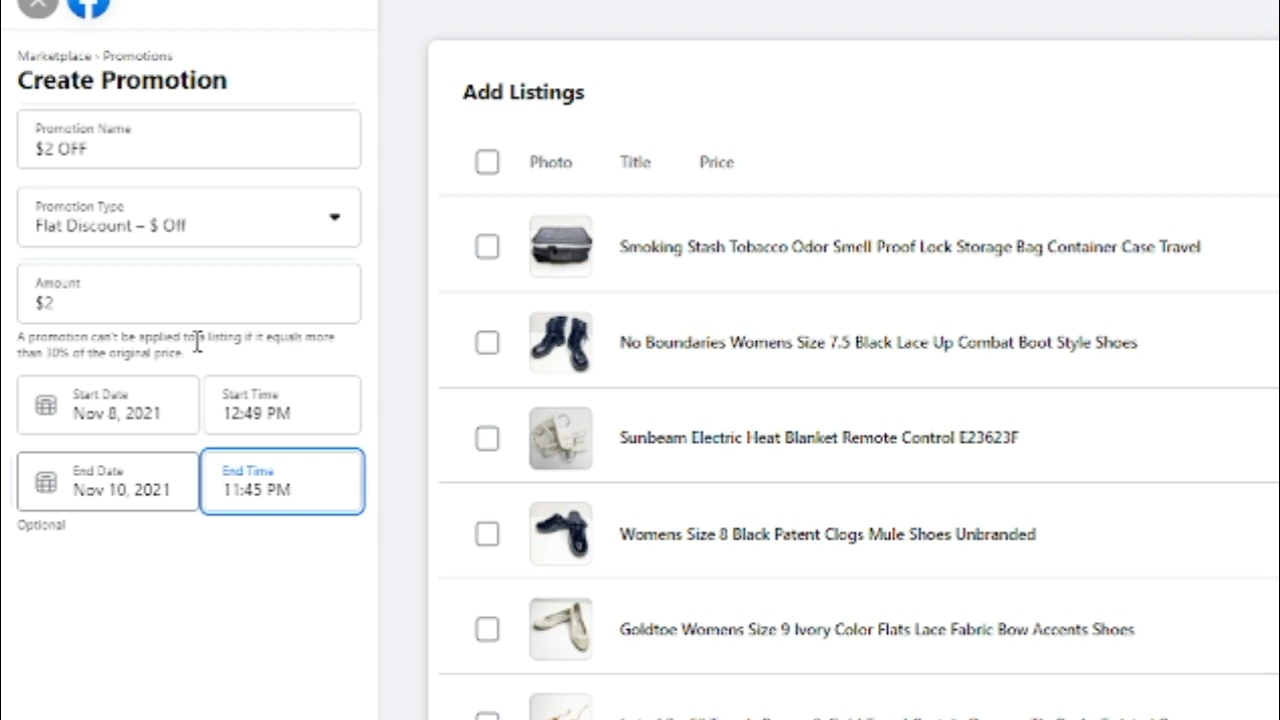 Marketplace › Promotions
Create Promotion
Promotion Name
$2 OFF
Promotion Type
Flat Discount – $ Off
Amount
$2
A promotion can't be applied to a listing if it equals more
than 30% of the original price.
Start Date
Nov 8, 2021
Start Time
12:49 PM
End Date
Nov 10, 2021
End Time
11:45 PM
Optional
Add Listings
Photo Title Price
Smoking Stash Tobacco Odor Smell Proof Lock Storage Bag Container Case Travel
No Boundaries Womens Size 7.5 Black Lace Up Combat Boot Style Shoes
Sunbeam Electric Heat Blanket Remote Control E23623F
Womens Size 8 Black Patent Clogs Mule Shoes Unbranded
Goldtoe Womens Size 9 Ivory Color Flats Lace Fabric Bow Accents Shoes